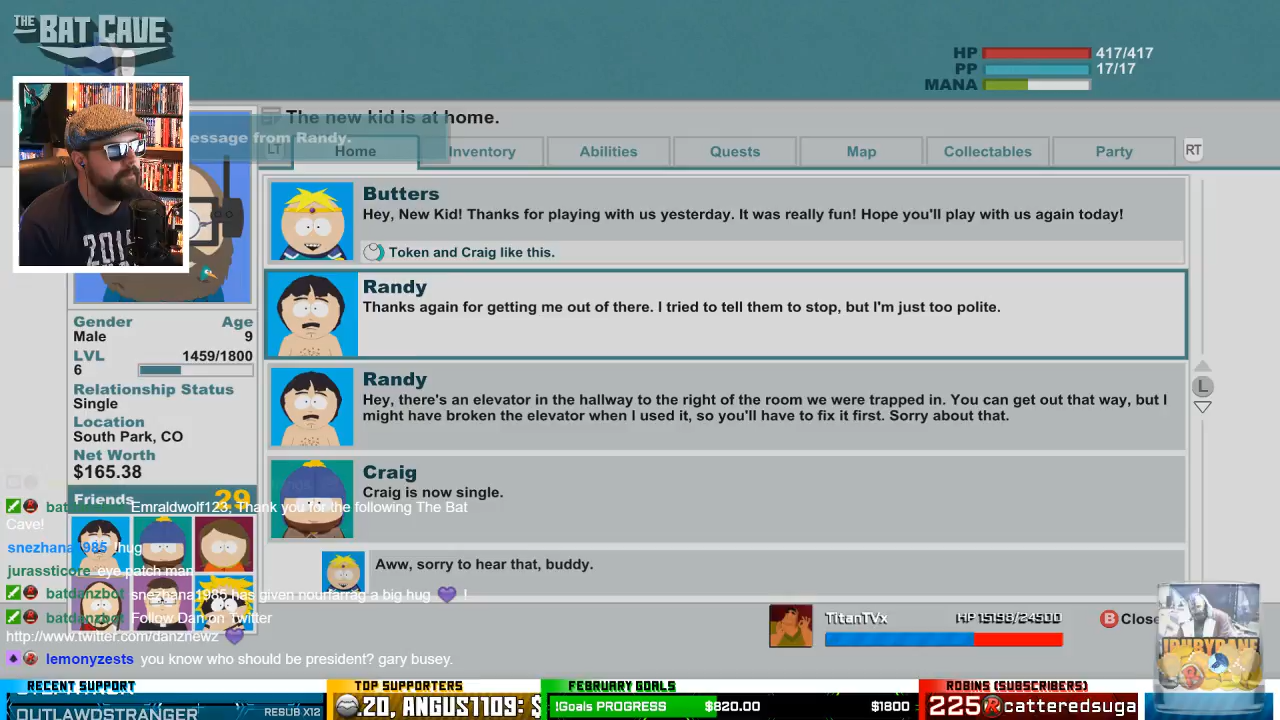 THE
BAT CAVE
HP 417/417
PP 17/17
MANA
The new kid is at home.
essage from Randy.
LT Home Inventory Abilities Quests Map Collectables Party RT
Butters
Hey, New Kid! Thanks for playing with us yesterday. It was really fun! Hope you'll play with us again today!
Token and Craig like this.
Randy
Thanks again for getting me out of there. I tried to tell them to stop, but I'm just too polite.
Randy
Hey, there's an elevator in the hallway to the right of the room we were trapped in. You can get out that way, but I
might have broken the elevator when I used it, so you'll have to fix it first. Sorry about that.
L
Craig
Craig is now single.
Aww, sorry to hear that, buddy.
Gender Age
Male 9
LVL 1459/1800
6
Relationship Status
Single
Location
South Park, CO
Net Worth
$165.38
Friends 29
Emraldwolf123, Thank you for the following The Bat
Cave!
snezhana1985 !hug
jurassticore: eye patch man
batdanzbot: snezhana1985 has given nourfarrag a big hug !
batdanzbot: Follow Dan on Twitter
http://www.twitter.com/danznewz
lemonyzests you know who should be president? gary busey.
TitanTVx
B Close
RECENT SUPPORT
OUTLAWDSTRANGER RESUB X12
TOP SUPPORTERS
.20, ANGUS1109: $
FEBRUARY GOALS
!Goals PROGRESS $820.00 $1800
ROBINS (SUBSCRIBERS)
225 catteredsuga